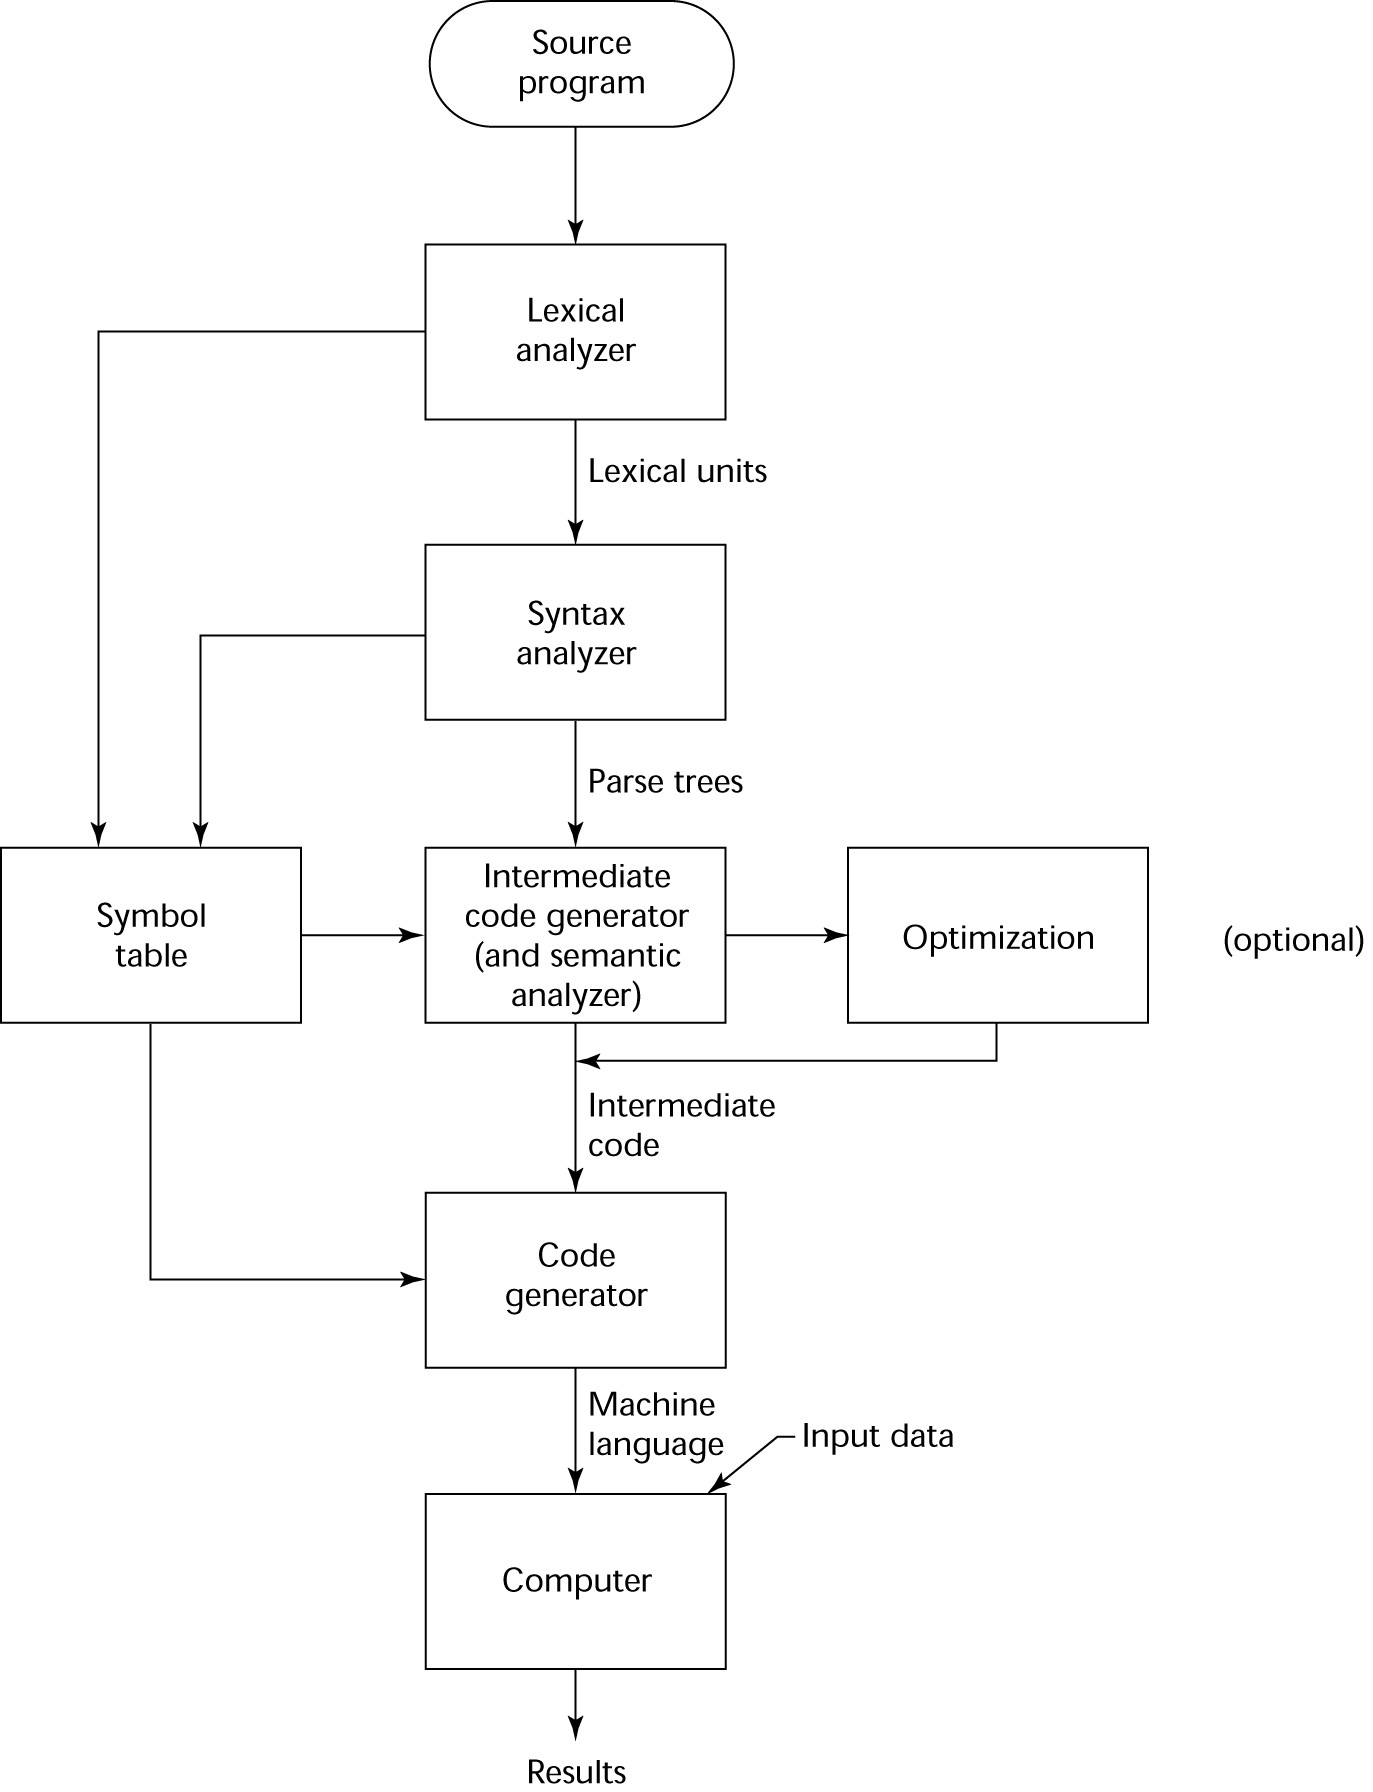 Source
program
Lexical
analyzer
Lexical units
Syntax
analyzer
Parse trees
Symbol
table
Intermediate
code generator
(and semantic
analyzer)
Optimization
(optional)
Intermediate
code
Code
generator
Machine
language
Input data
Computer
Results